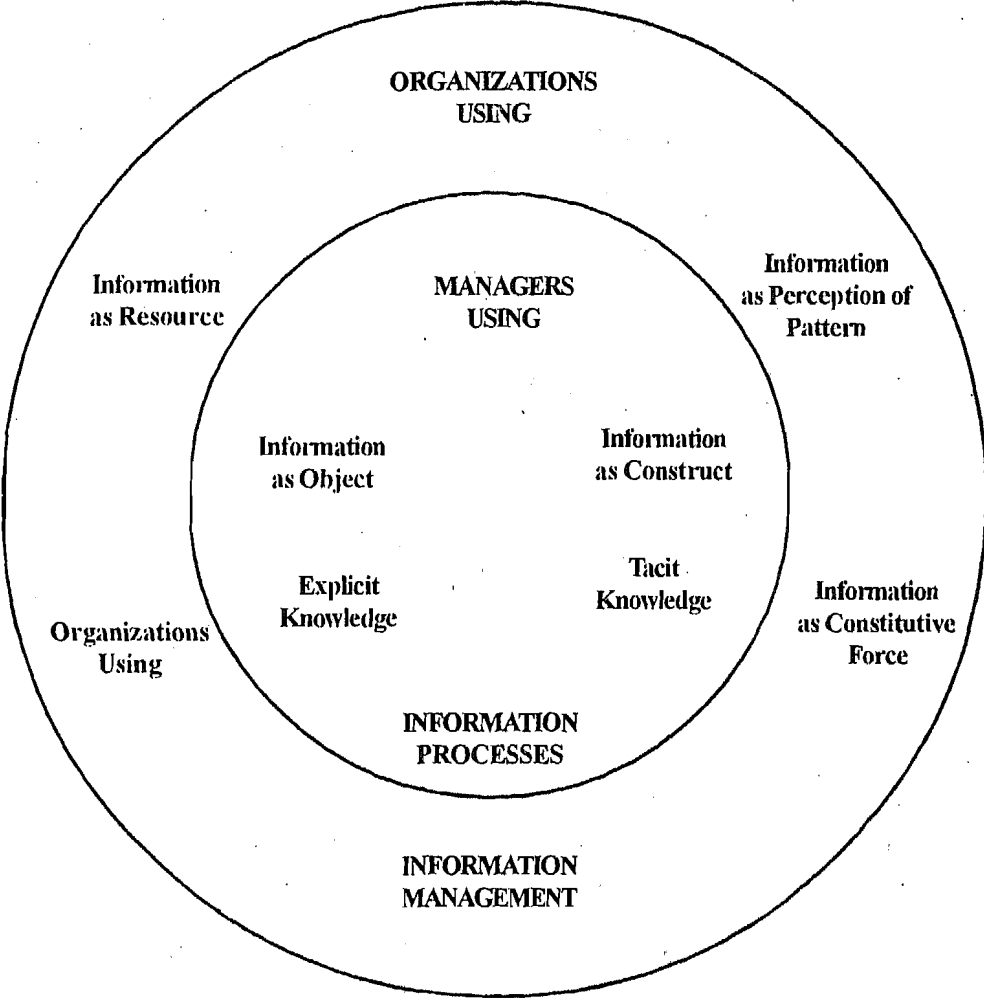 ORGANIZATIONS
USING
Information
as Resource
MANAGERS
USING
Information
as Perception of
Pattern
Information
as Object
Information
as Construct
Explicit
Knowledge
Tacit
Knowledge
Organizations
Using
Information
as Constitutive
Force
INFORMATION
PROCESSES
INFORMATION
MANAGEMENT